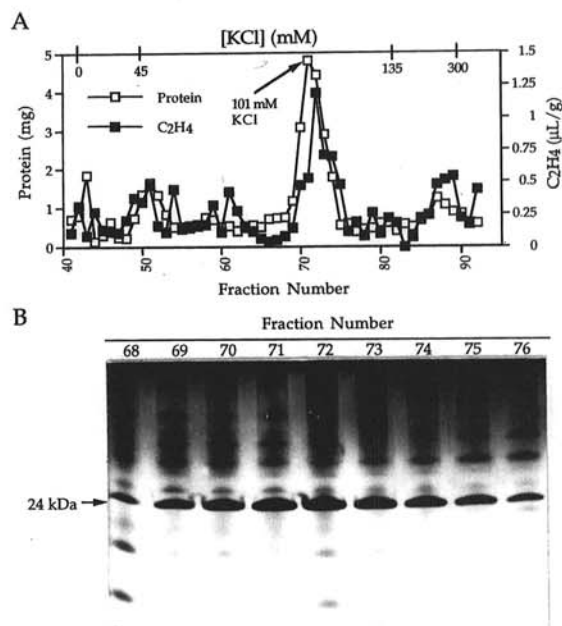 A
[KCl] (mM)
0 45 135 300
Protein (mg)
5
4
3
2
1
0
Protein
C2H4
101 mM
KCl
1.5
1.25
1
0.75
0.5
0.25
0
C2H4 (µL/g)
40 50 60 70 80 90
Fraction Number
B
Fraction Number
68 69 70 71 72 73 74 75 76
24 kDa